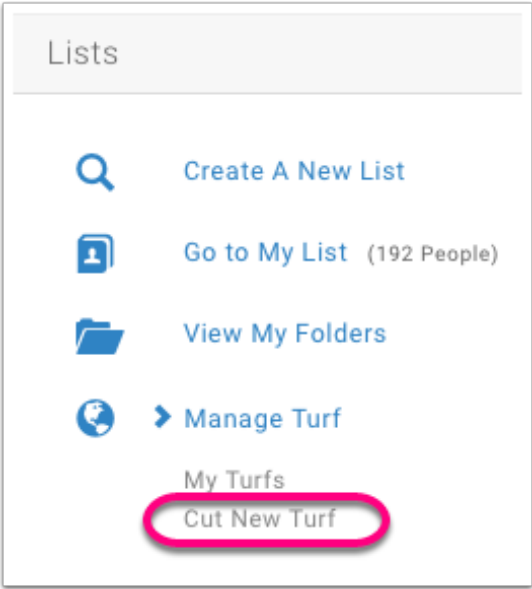 Lists
Create A New List
Go to My List (192 People)
View My Folders
Manage Turf
My Turfs
Cut New Turf